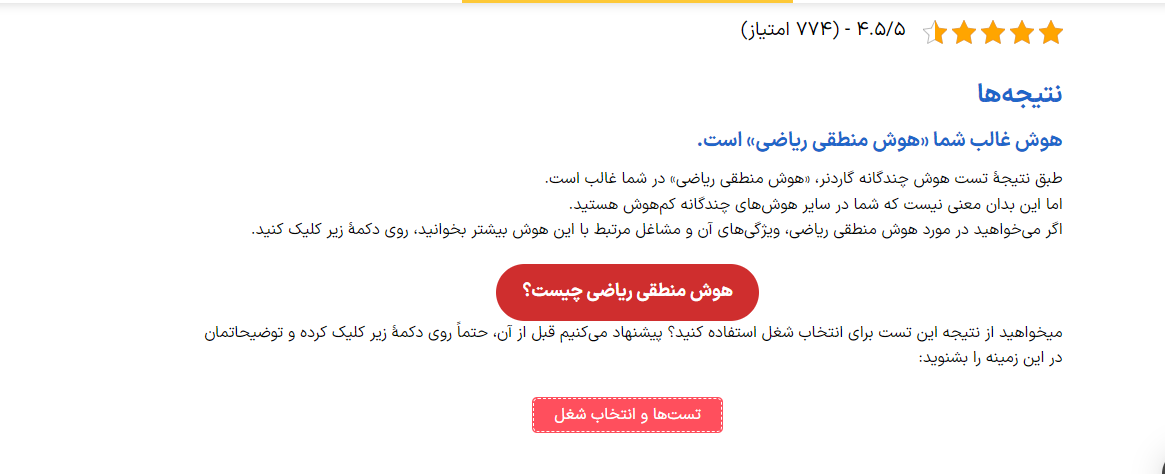 ۴.۵/۵ - (۷۷۴ امتیاز)
نتیجه‌ها
هوش غالب شما «هوش منطقی ریاضی» است.
طبق نتیجهٔ تست هوش چندگانه گاردنر، «هوش منطقی ریاضی» در شما غالب است.
اما این بدان معنی نیست که شما در سایر هوش‌های چندگانه کم‌هوش هستید.
اگر می‌خواهید در مورد هوش منطقی ریاضی، ویژگی‌های آن و مشاغل مرتبط با این هوش بیشتر بخوانید، روی دکمهٔ زیر کلیک کنید.
هوش منطقی ریاضی چیست؟
میخواهید از نتیجه این تست برای انتخاب شغل استفاده کنید؟ پیشنهاد می‌کنیم قبل از آن، حتماً روی دکمهٔ زیر کلیک کرده و توضیحاتمان
در این زمینه را بشنوید:
تست‌ها و انتخاب شغل